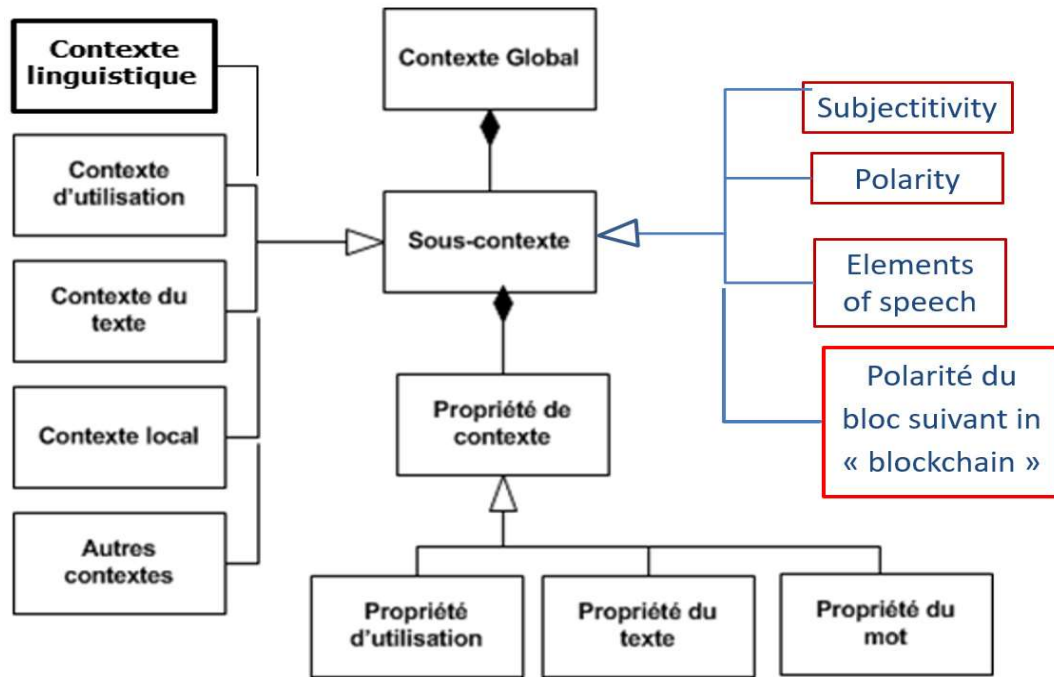 Contexte
linguistique
Contexte
d'utilisation
Contexte du
texte
Contexte local
Autres
contextes
Contexte Global
Sous-contexte
Propriété de
contexte
Propriété
d'utilisation
Propriété du
texte
Propriété du
mot
Subjectitivity
Polarity
Elements
of speech
Polarité du
bloc suivant in
« blockchain »